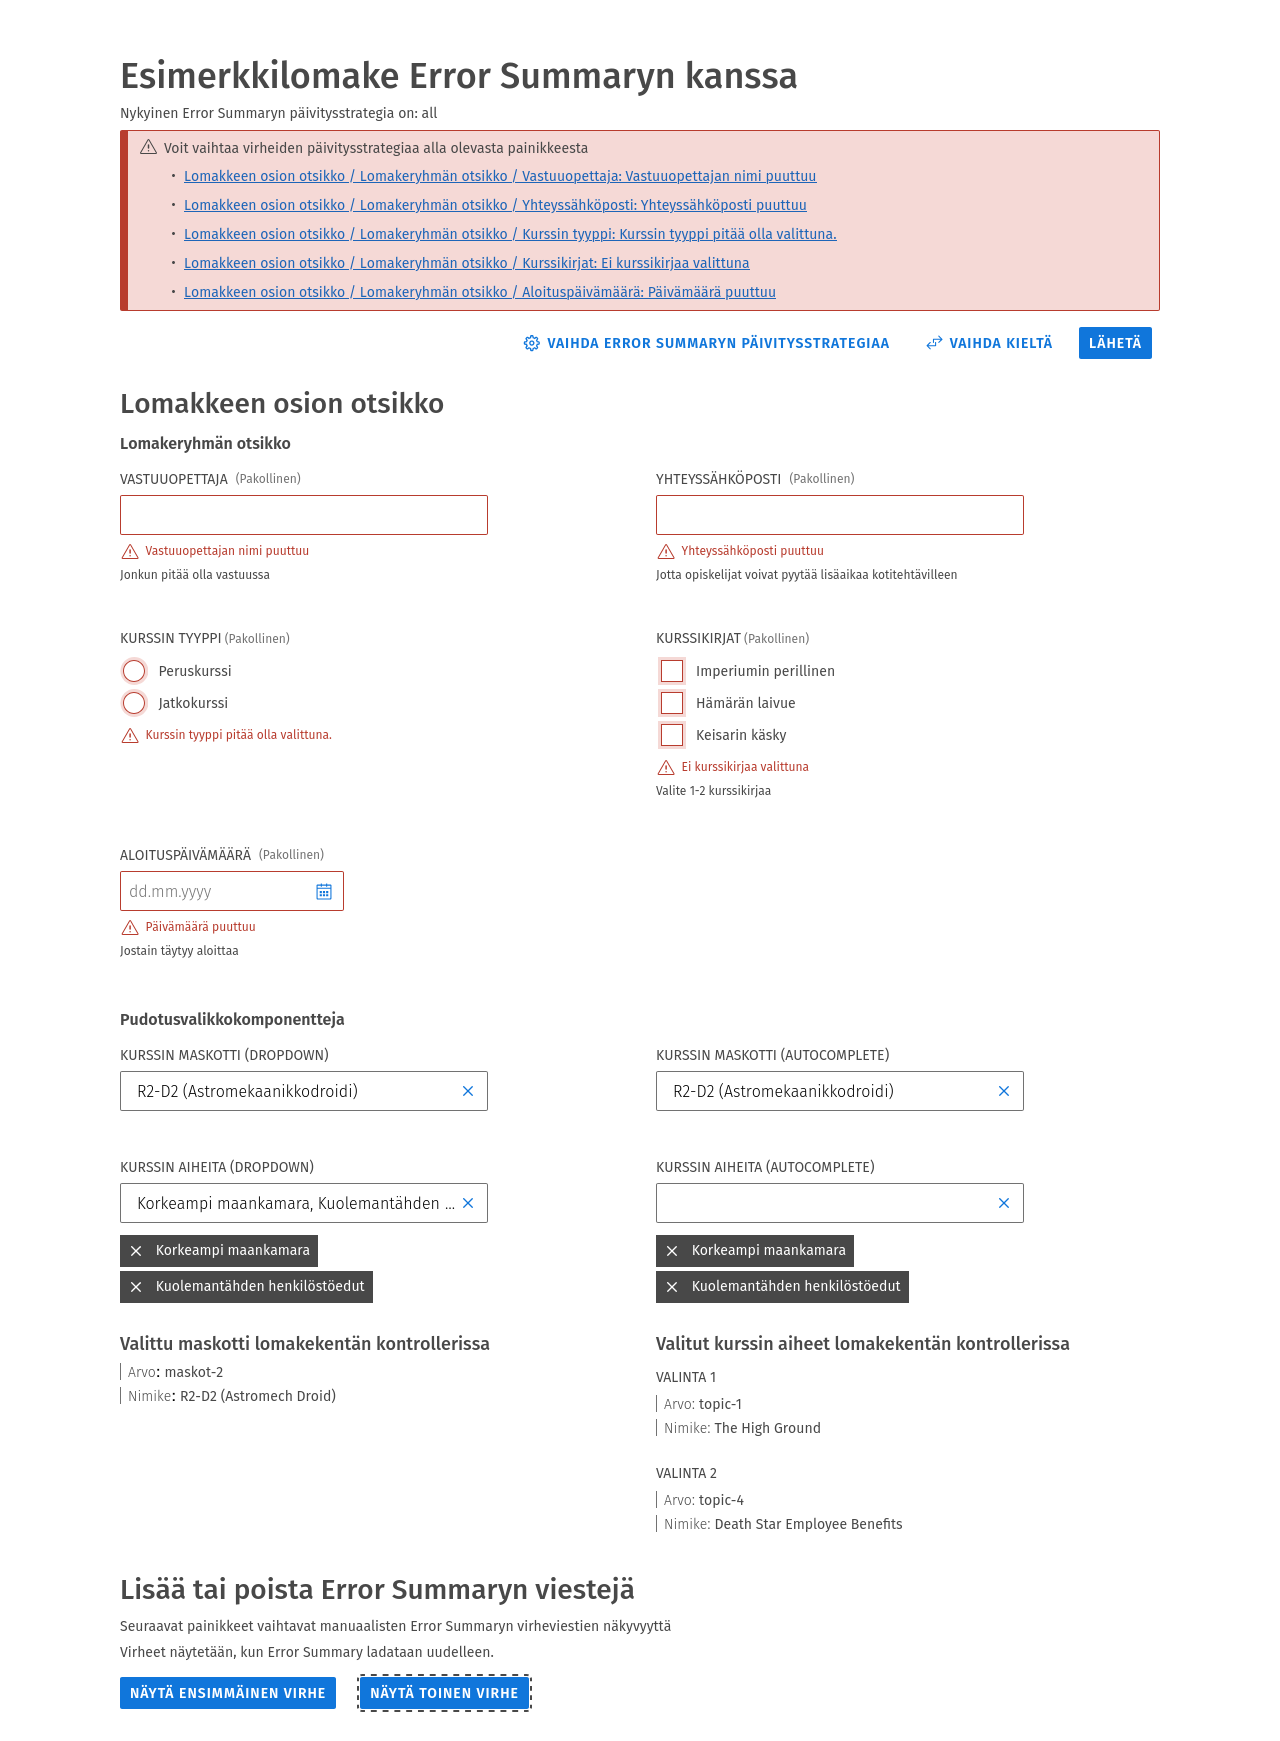 Esimerkkilomake Error Summaryn kanssa
Nykyinen Error Summaryn päivitysstrategia on: all
Voit vaihtaa virheiden päivitysstrategiaa alla olevasta painikkeesta
• Lomakkeen osion otsikko / Lomakeryhmän otsikko / Vastuuopettaja: Vastuuopettajan nimi puuttuu
• Lomakkeen osion otsikko / Lomakeryhmän otsikko / Yhteyssähköposti: Yhteyssähköposti puuttuu
• Lomakkeen osion otsikko / Lomakeryhmän otsikko / Kurssin tyyppi: Kurssin tyyppi pitää olla valittuna.
• Lomakkeen osion otsikko / Lomakeryhmän otsikko / Kurssikirjat: Ei kurssikirjaa valittuna
• Lomakkeen osion otsikko / Lomakeryhmän otsikko / Aloituspäivämäärä: Päivämäärä puuttuu
VAIHDA ERROR SUMMARYN PÄIVITYSSTRATEGIAA VAIHDA KIELTÄ LÄHETÄ
Lomakkeen osion otsikko
Lomakeryhmän otsikko
VASTUUOPETTAJA (Pakollinen)
Vastuuopettajan nimi puuttuu
Jonkun pitää olla vastuussa
YHTEYSSÄHKÖPOSTI (Pakollinen)
Yhteyssähköposti puuttuu
Jotta opiskelijat voivat pyytää lisäaikaa kotitehtävilleen
KURSSIN TYYPPI (Pakollinen)
Peruskurssi
Jatkokurssi
Kurssin tyyppi pitää olla valittuna.
KURSSIKIRJAT (Pakollinen)
Imperiumin perillinen
Hämärän laivue
Keisarin käsky
Ei kurssikirjaa valittuna
Valite 1-2 kurssikirjaa
ALOITUSPÄIVÄMÄÄRÄ (Pakollinen)
dd.mm.yyyy
Päivämäärä puuttuu
Jostain täytyy aloittaa
Pudotusvalikkokomponentteja
KURSSIN MASKOTTI (DROPDOWN)
R2-D2 (Astromekaanikkodroidi)
KURSSIN MASKOTTI (AUTOCOMPLETE)
R2-D2 (Astromekaanikkodroidi)
KURSSIN AIHEITA (DROPDOWN)
Korkeampi maankamara, Kuolemantähden ...
Korkeampi maankamara
Kuolemantähden henkilöstöedut
KURSSIN AIHEITA (AUTOCOMPLETE)
Korkeampi maankamara
Kuolemantähden henkilöstöedut
Valittu maskotti lomakekentän kontrollerissa
Arvo: maskot-2
Nimike: R2-D2 (Astromech Droid)
Valitut kurssin aiheet lomakekentän kontrollerissa
VALINTA 1
Arvo: topic-1
Nimike: The High Ground
VALINTA 2
Arvo: topic-4
Nimike: Death Star Employee Benefits
Lisää tai poista Error Summaryn viestejä
Seuraavat painikkeet vaihtavat manuaalisten Error Summaryn virheviestien näkyvyyttä
Virheet näytetään, kun Error Summary ladataan uudelleen.
NÄYTÄ ENSIMMÄINEN VIRHE NÄYTÄ TOINEN VIRHE